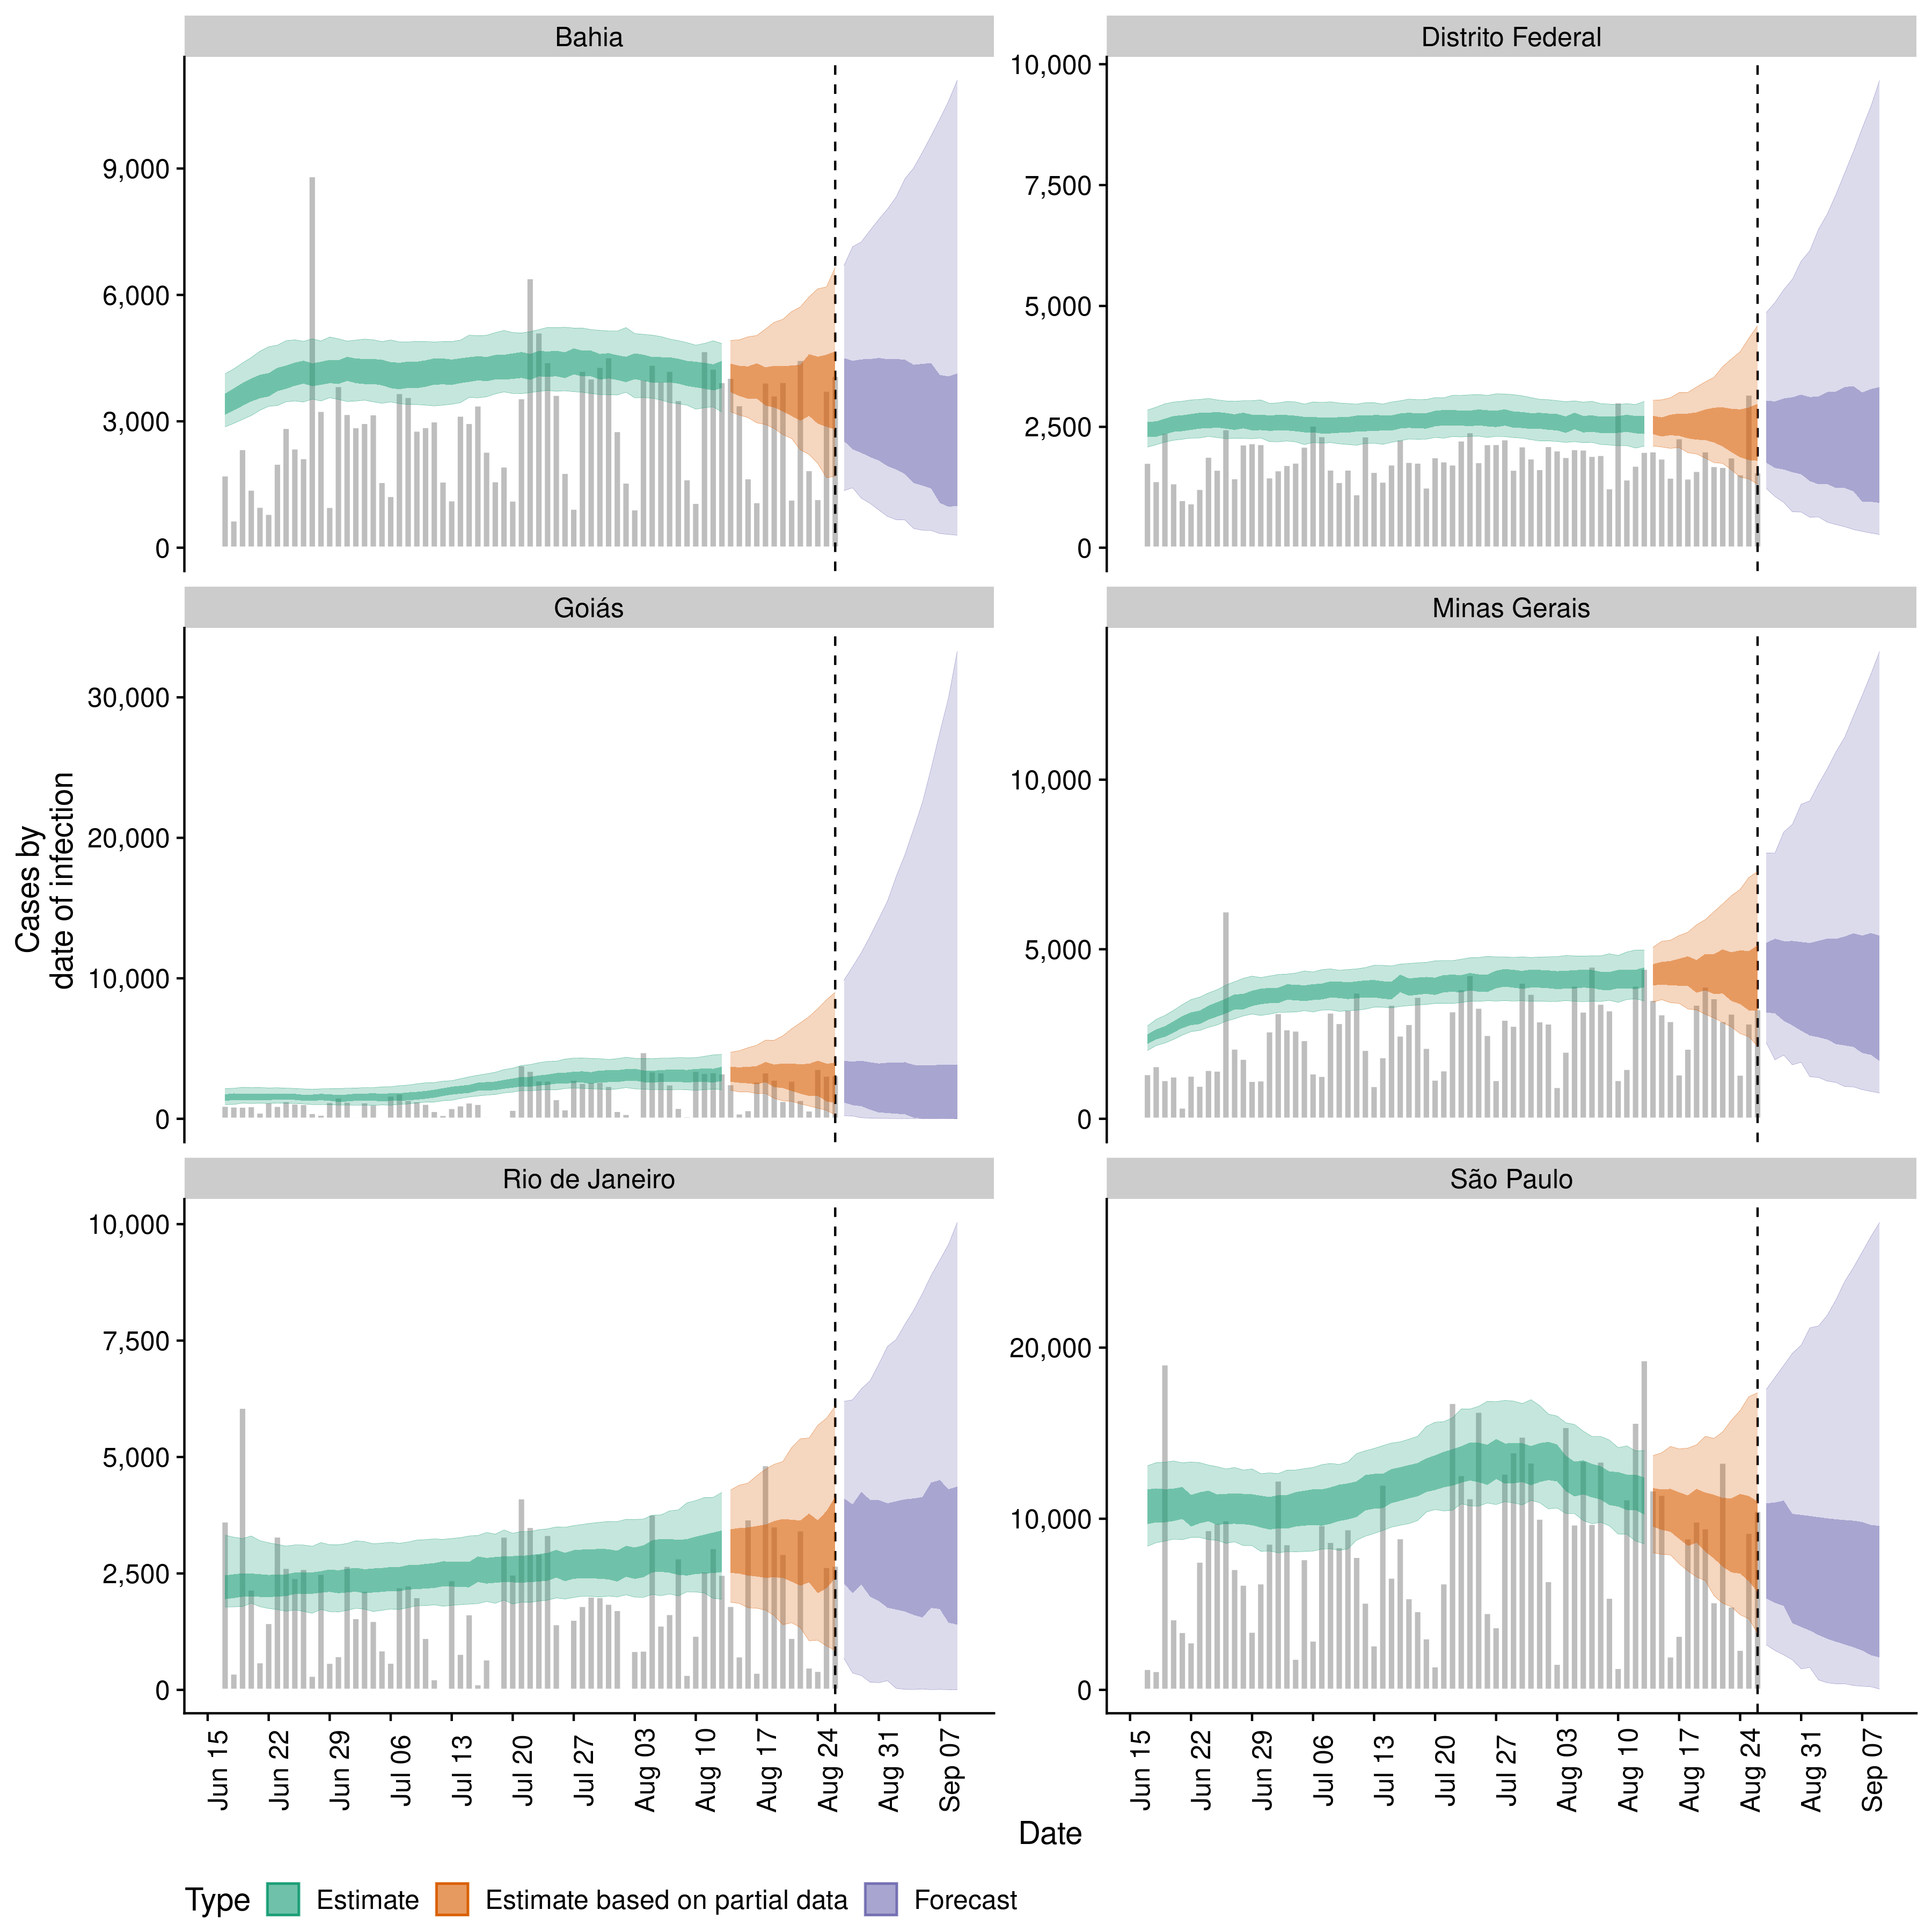 Bahia
Distrito Federal
9,000
6,000
3,000
0
10,000
7,500
5,000
2,500
0
Goiás
Minas Gerais
30,000
20,000
10,000
0
10,000
5,000
0
Cases by
date of infection
Rio de Janeiro
São Paulo
10,000
7,500
5,000
2,500
0
20,000
10,000
0
Jun 15
Jun 22
Jun 29
Jul 06
Jul 13
Jul 20
Jul 27
Aug 03
Aug 10
Aug 17
Aug 24
Aug 31
Sep 07
Jun 15
Jun 22
Jun 29
Jul 06
Jul 13
Jul 20
Jul 27
Aug 03
Aug 10
Aug 17
Aug 24
Aug 31
Sep 07
Date
Type Estimate Estimate based on partial data Forecast